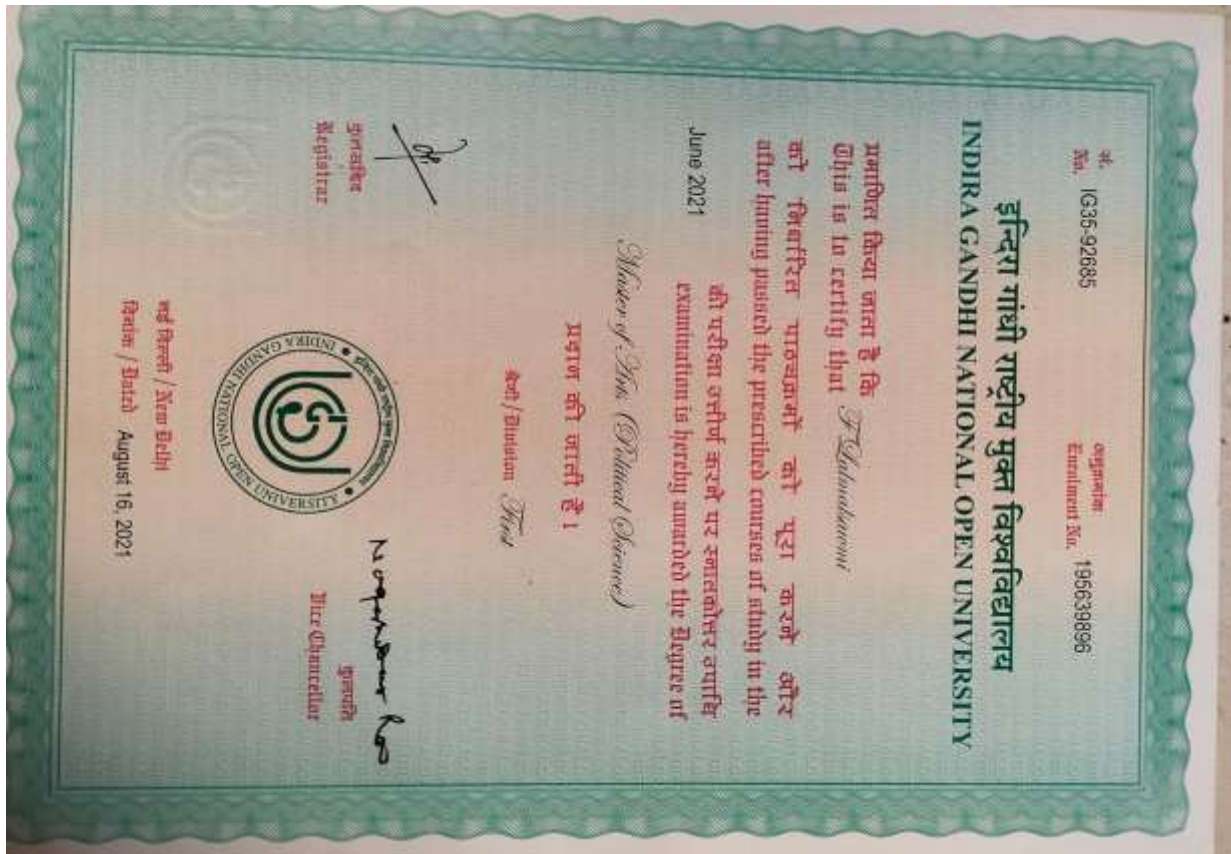 सं.
No. IG35-92685
अनुक्रमांक
Enrolment No. 195639896
इन्दिरा गांधी राष्ट्रीय मुक्त विश्वविद्यालय
INDIRA GANDHI NATIONAL OPEN UNIVERSITY
प्रमाणित किया जाता है कि
This is to certify that
को निर्धारित पाठ्यक्रमों को पूरा करने और
after having passed the prescribed courses of study in the
की परीक्षा उत्तीर्ण करने पर स्नातकोत्तर उपाधि
June 2021 examination is hereby awarded the Degree of
Master of Arts (Political Science)
प्रदान की जाती है।
श्रेणी / Division First
कुलसचिव
Registrar
कुलपति
Vice Chancellor
INDIRA GANDHI NATIONAL OPEN UNIVERSITY
नई दिल्ली / New Delhi
दिनांक / Dated August 16, 2021